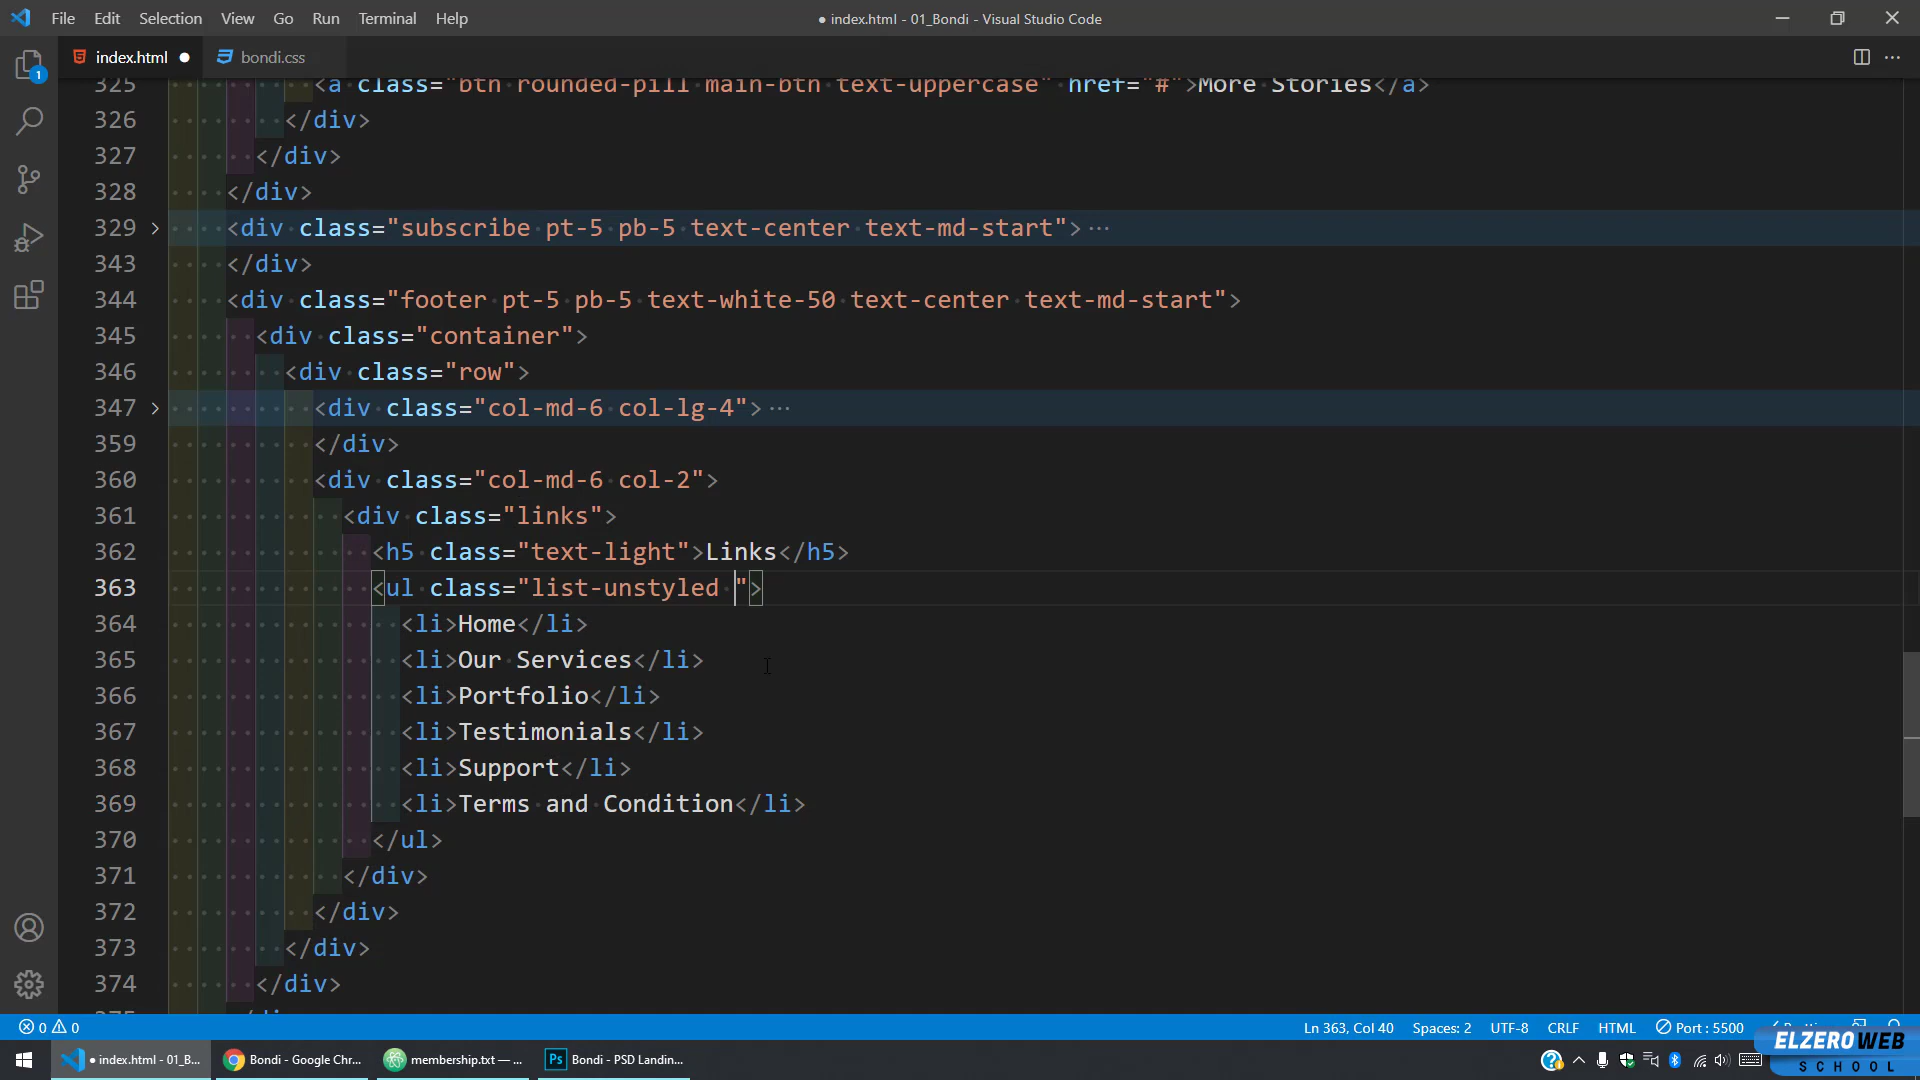 File Edit Selection View Go Run Terminal Help
● index.html - 01_Bondi - Visual Studio Code
index.html
bondi.css
325 <a class="btn rounded-pill main-btn text-uppercase" href="#">More Stories</a>
326 </div>
327 </div>
328 </div>
329 <div class="subscribe pt-5 pb-5 text-center text-md-start">···
343 </div>
344 <div class="footer pt-5 pb-5 text-white-50 text-center text-md-start">
345 <div class="container">
346 <div class="row">
347 <div class="col-md-6 col-lg-4">···
359 </div>
360 <div class="col-md-6 col-2">
361 <div class="links">
362 <h5 class="text-light">Links</h5>
363 <ul class="list-unstyled ">
364 <li>Home</li>
365 <li>Our Services</li>
366 <li>Portfolio</li>
367 <li>Testimonials</li>
368 <li>Support</li>
369 <li>Terms and Condition</li>
370 </ul>
371 </div>
372 </div>
373 </div>
374 </div>
1
0 0
Ln 363, Col 40 Spaces: 2 UTF-8 CRLF HTML Port : 5500
● index.html - 01_B...
Bondi - Google Chr...
membership.txt — ...
Ps Bondi - PSD Landin...
ELZEROWEB
SCHOOL